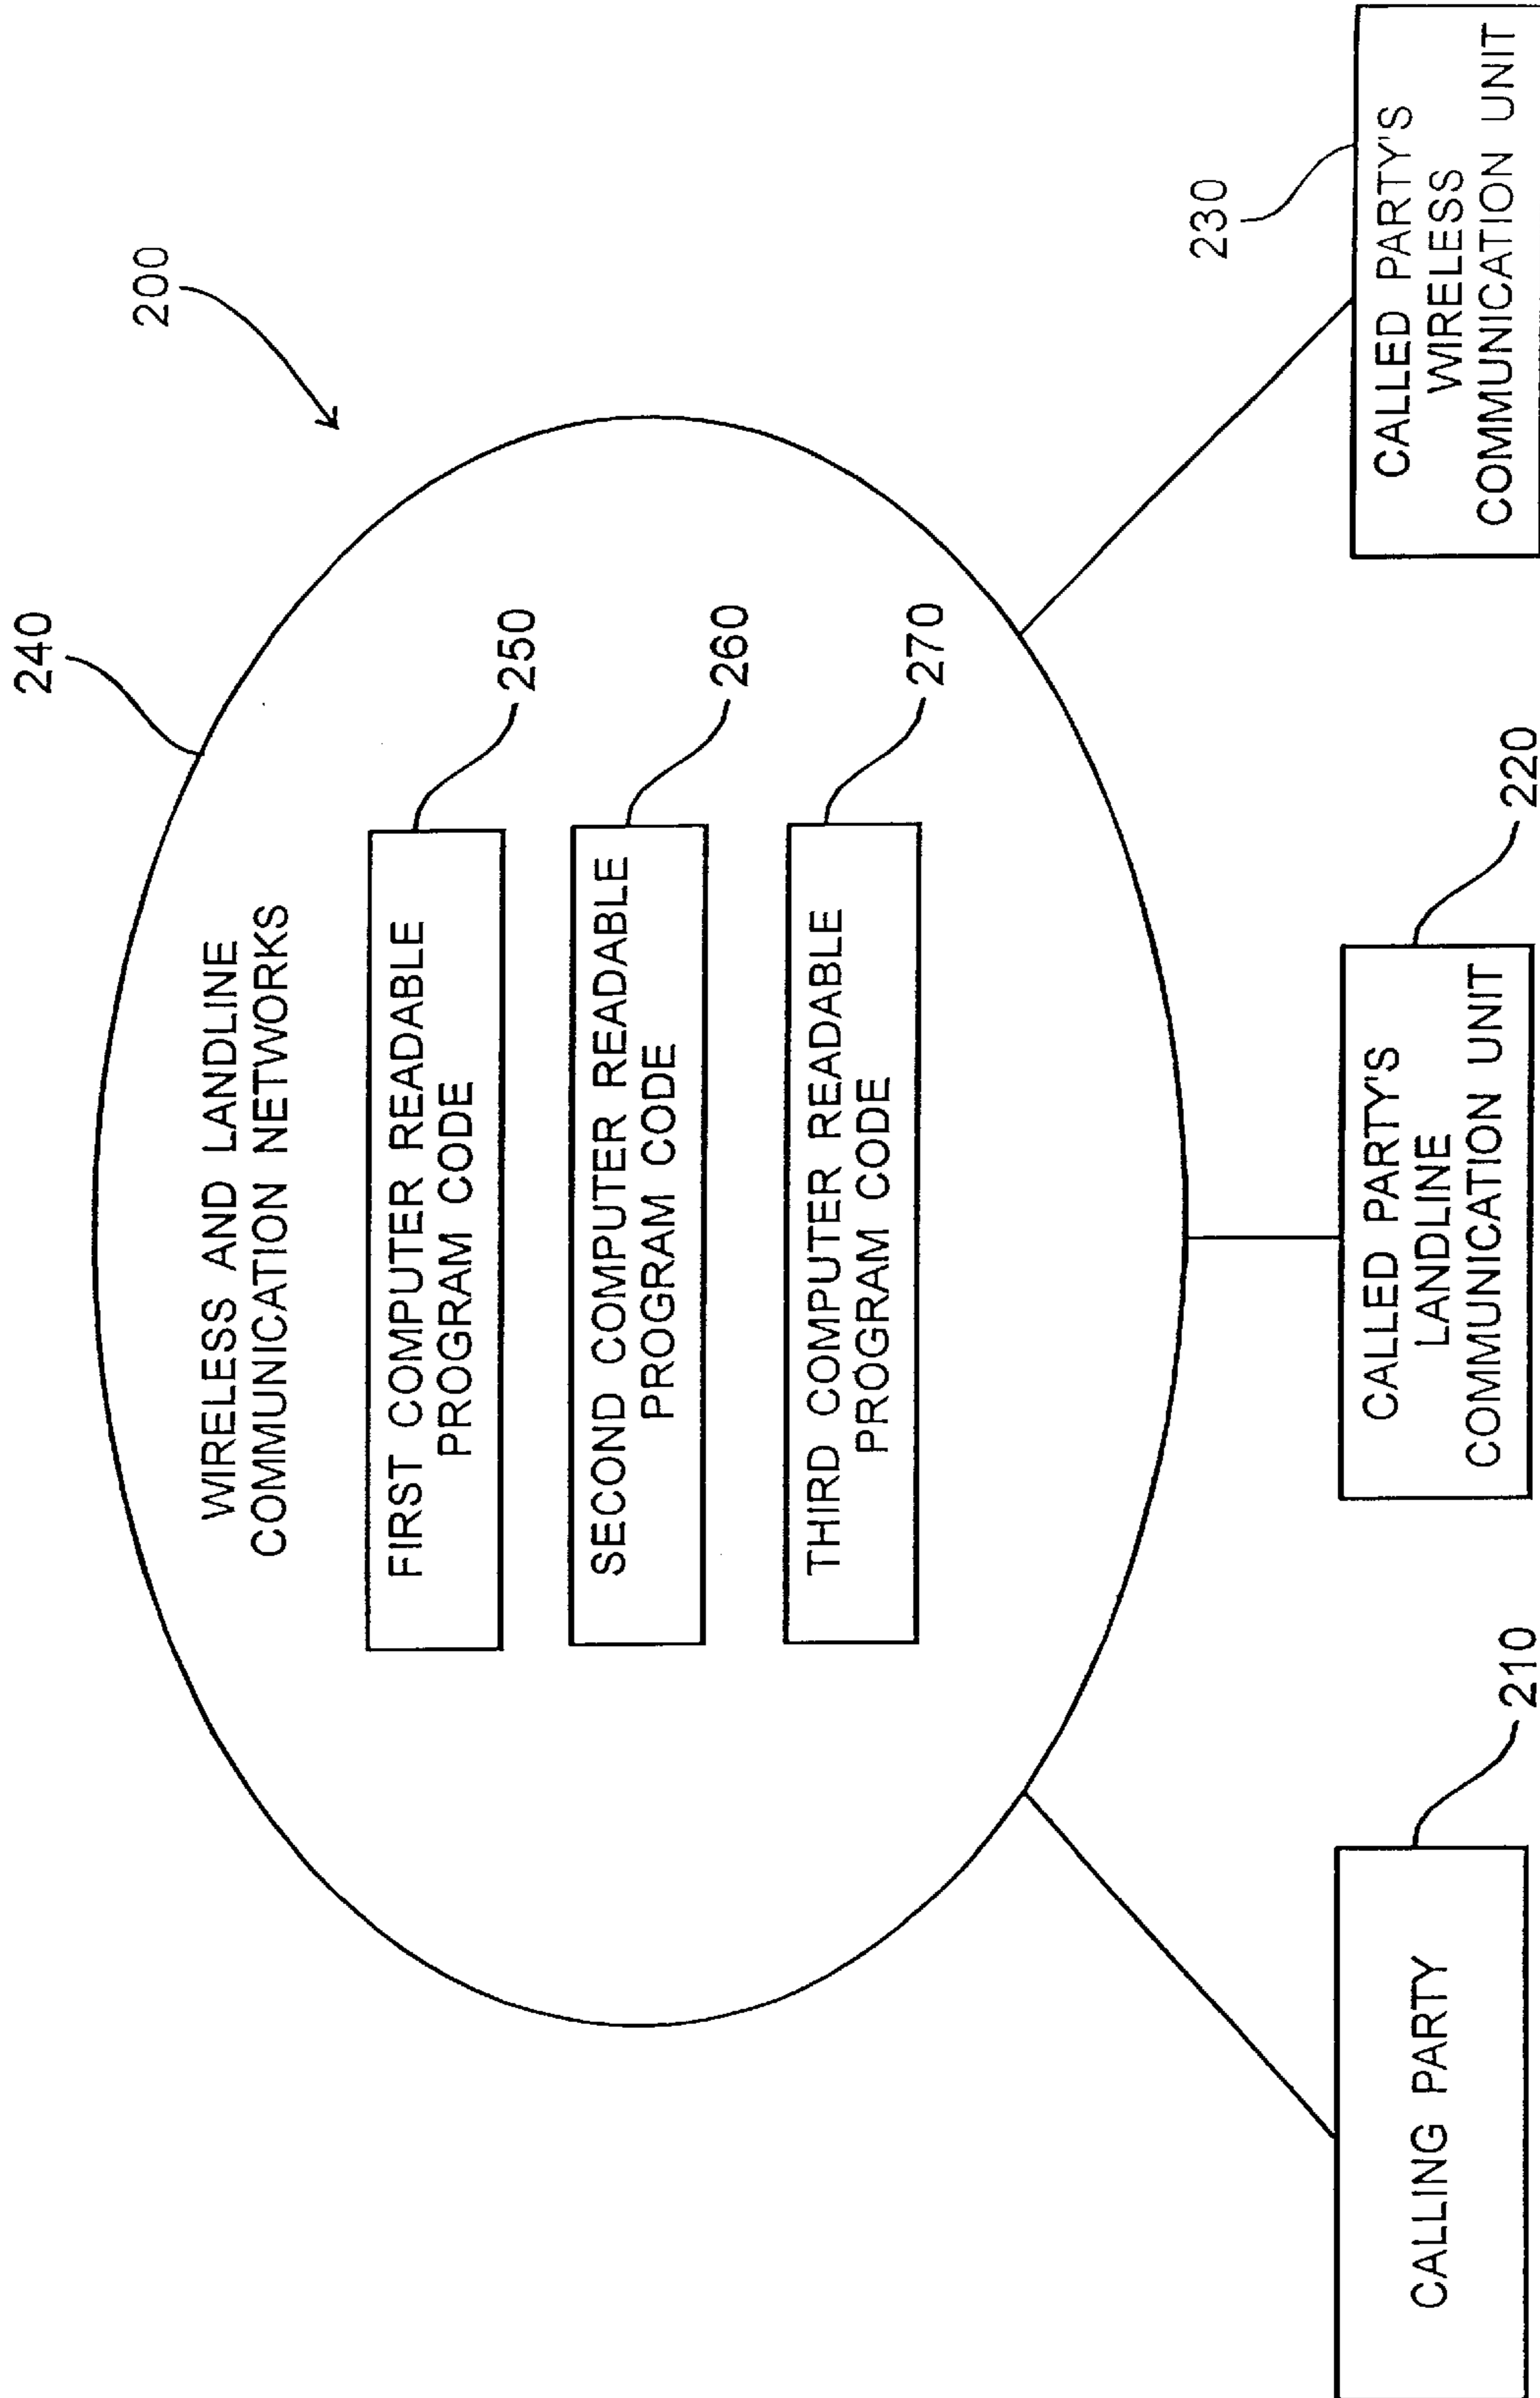 200
240
WIRELESS AND LANDLINE
COMMUNICATION NETWORKS
FIRST COMPUTER READABLE
PROGRAM CODE
250
SECOND COMPUTER READABLE
PROGRAM CODE
260
THIRD COMPUTER READABLE
PROGRAM CODE
270
CALLING PARTY
210
CALLED PARTY'S
LANDLINE
COMMUNICATION UNIT
220
CALLED PARTY'S
WIRELESS
COMMUNICATION UNIT
230